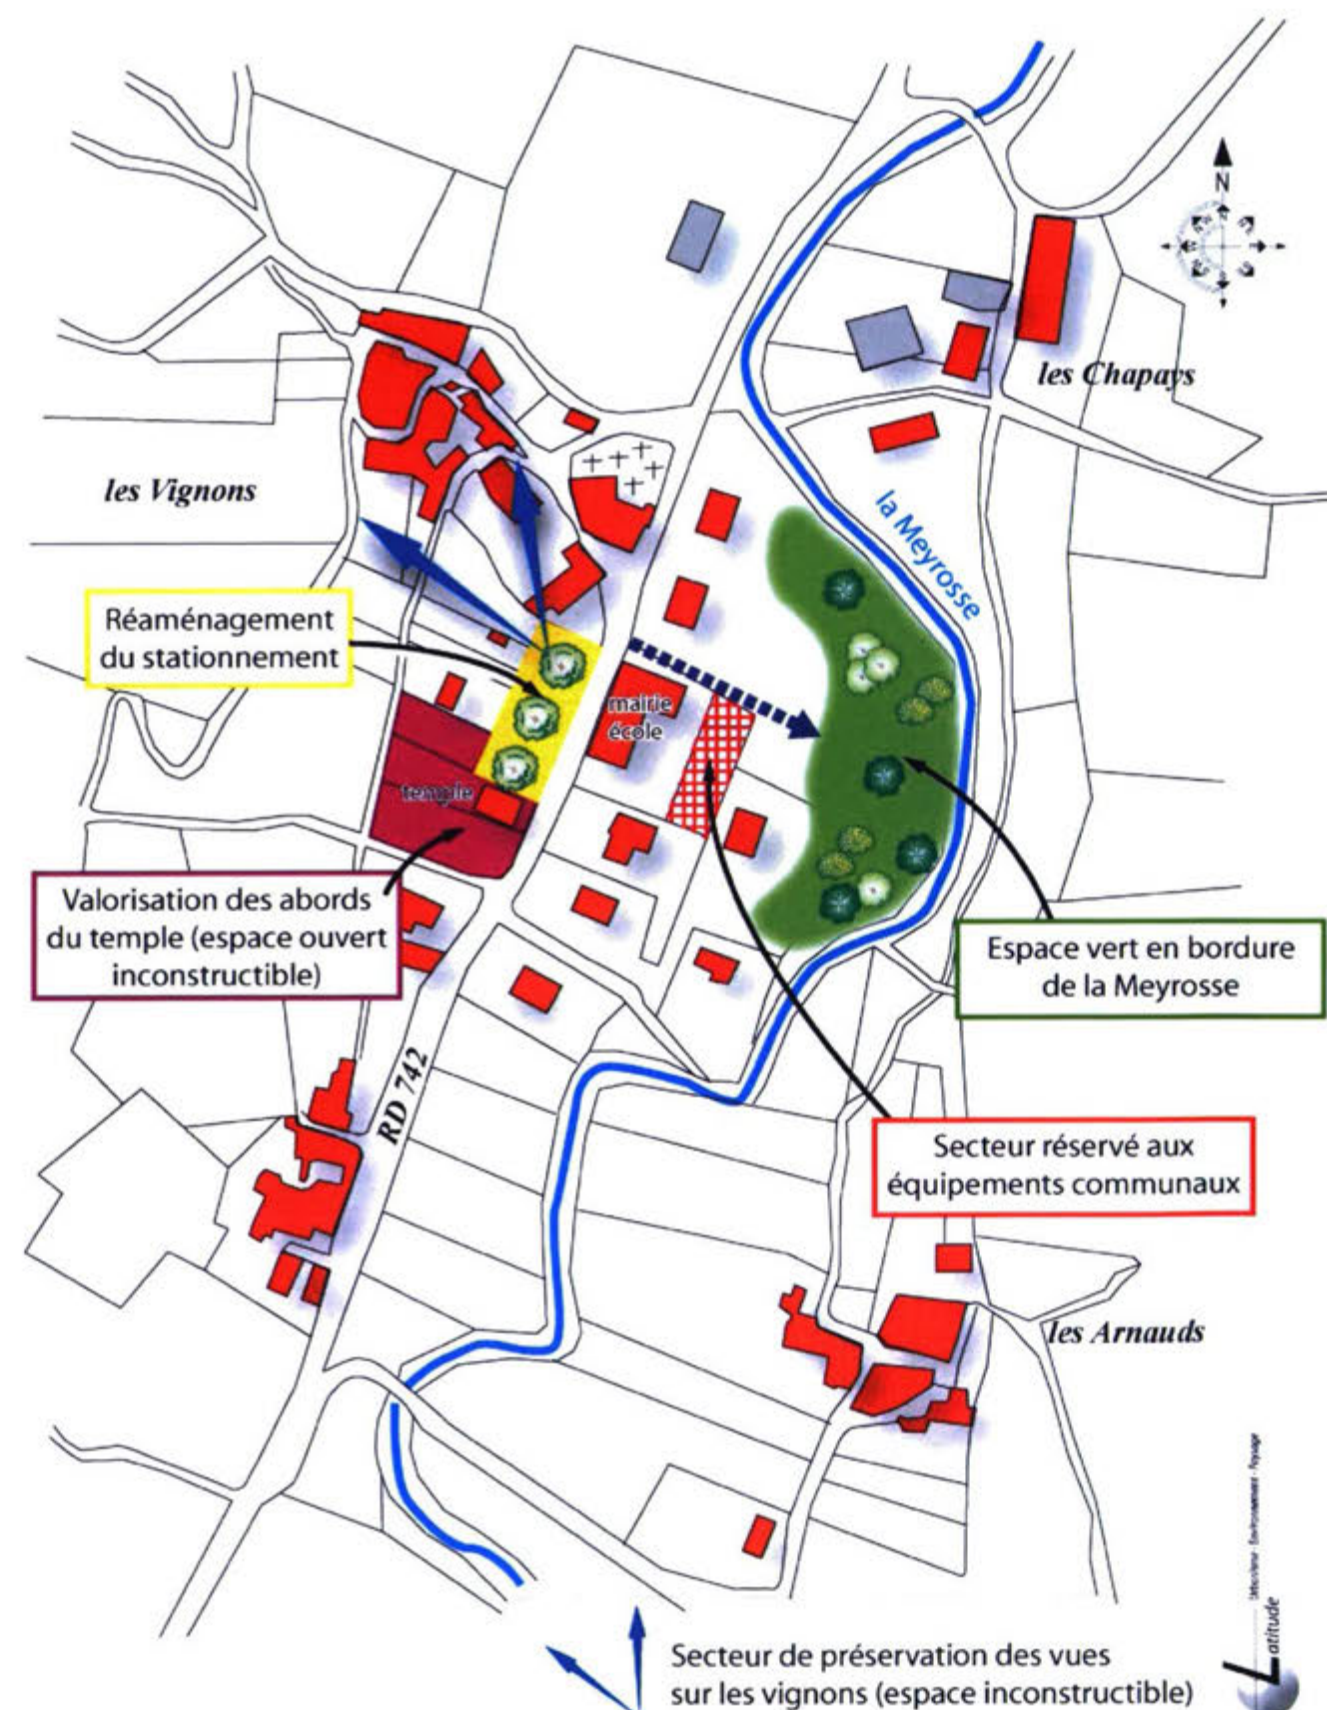 N
les Chapays
les Vignons
la Meyrosse
Réaménagement
du stationnement
mairie
école
temple
Valorisation des abords
du temple (espace ouvert
inconstructible)
Espace vert en bordure
de la Meyrosse
RD 742
Secteur réservé aux
équipements communaux
les Arnauds
Secteur de préservation des vues
sur les vignons (espace inconstructible)
Latitude